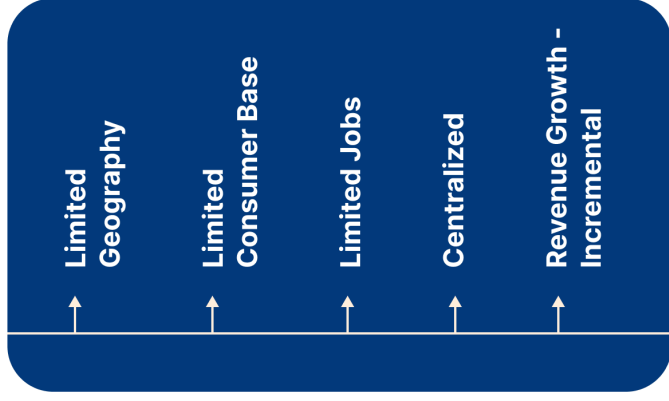 Limited
Geography
Limited
Consumer Base
Limited Jobs
Centralized
Revenue Growth -
Incremental